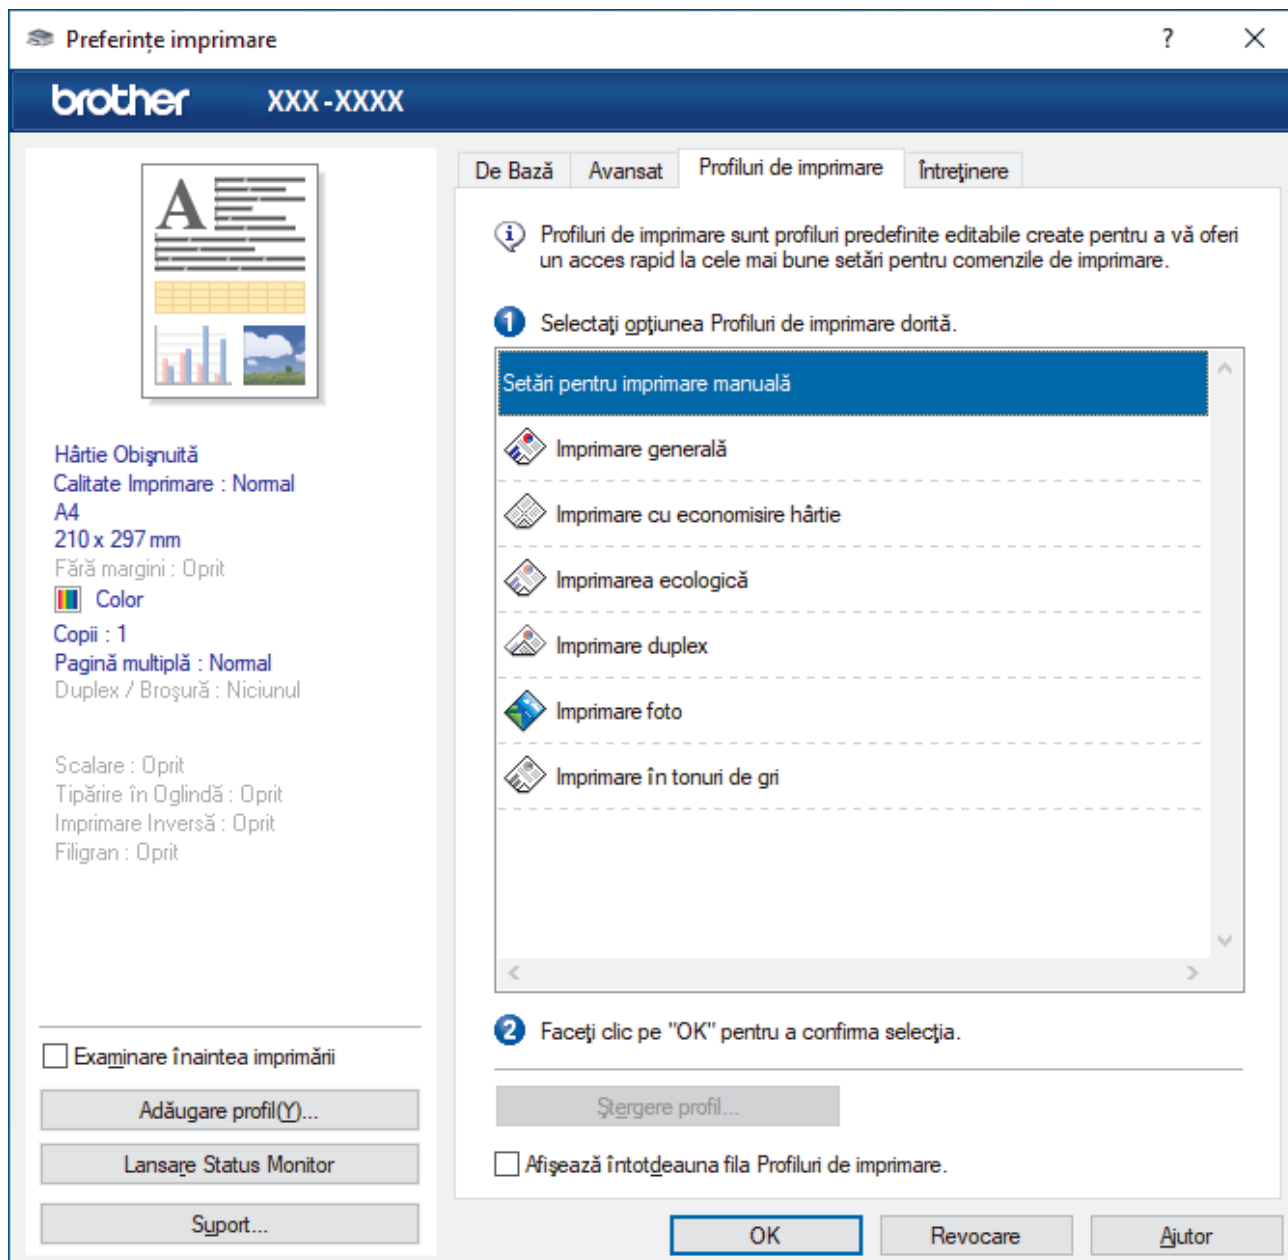 Preferințe imprimare
?
brother XXX-XXXX
De Bază
Avansat
Profiluri de imprimare
Întreţinere
A
Hârtie Obişnuită
Calitate Imprimare : Normal
A4
210 x 297 mm
Fără margini : Oprit
Color
Copii : 1
Pagină multiplă : Normal
Duplex / Broşură : Niciunul
Scalare : Oprit
Tipărire în Oglindă : Oprit
Imprimare Inversă : Oprit
Filigran : Oprit
Examinare înaintea imprimării
Adăugare profil(Y)...
Lansare Status Monitor
Suport...
i
Profiluri de imprimare sunt profiluri predefinite editabile create pentru a vă oferi
un acces rapid la cele mai bune setări pentru comenzile de imprimare.
1 Selectaţi opţiunea Profiluri de imprimare dorită.
Setări pentru imprimare manuală
Imprimare generală
Imprimare cu economisire hârtie
Imprimarea ecologică
Imprimare duplex
Imprimare foto
Imprimare în tonuri de gri
2 Faceţi clic pe "OK" pentru a confirma selecţia.
Ştergere profil...
Afişează întotdeauna fila Profiluri de imprimare.
OK
Revocare
Ajutor